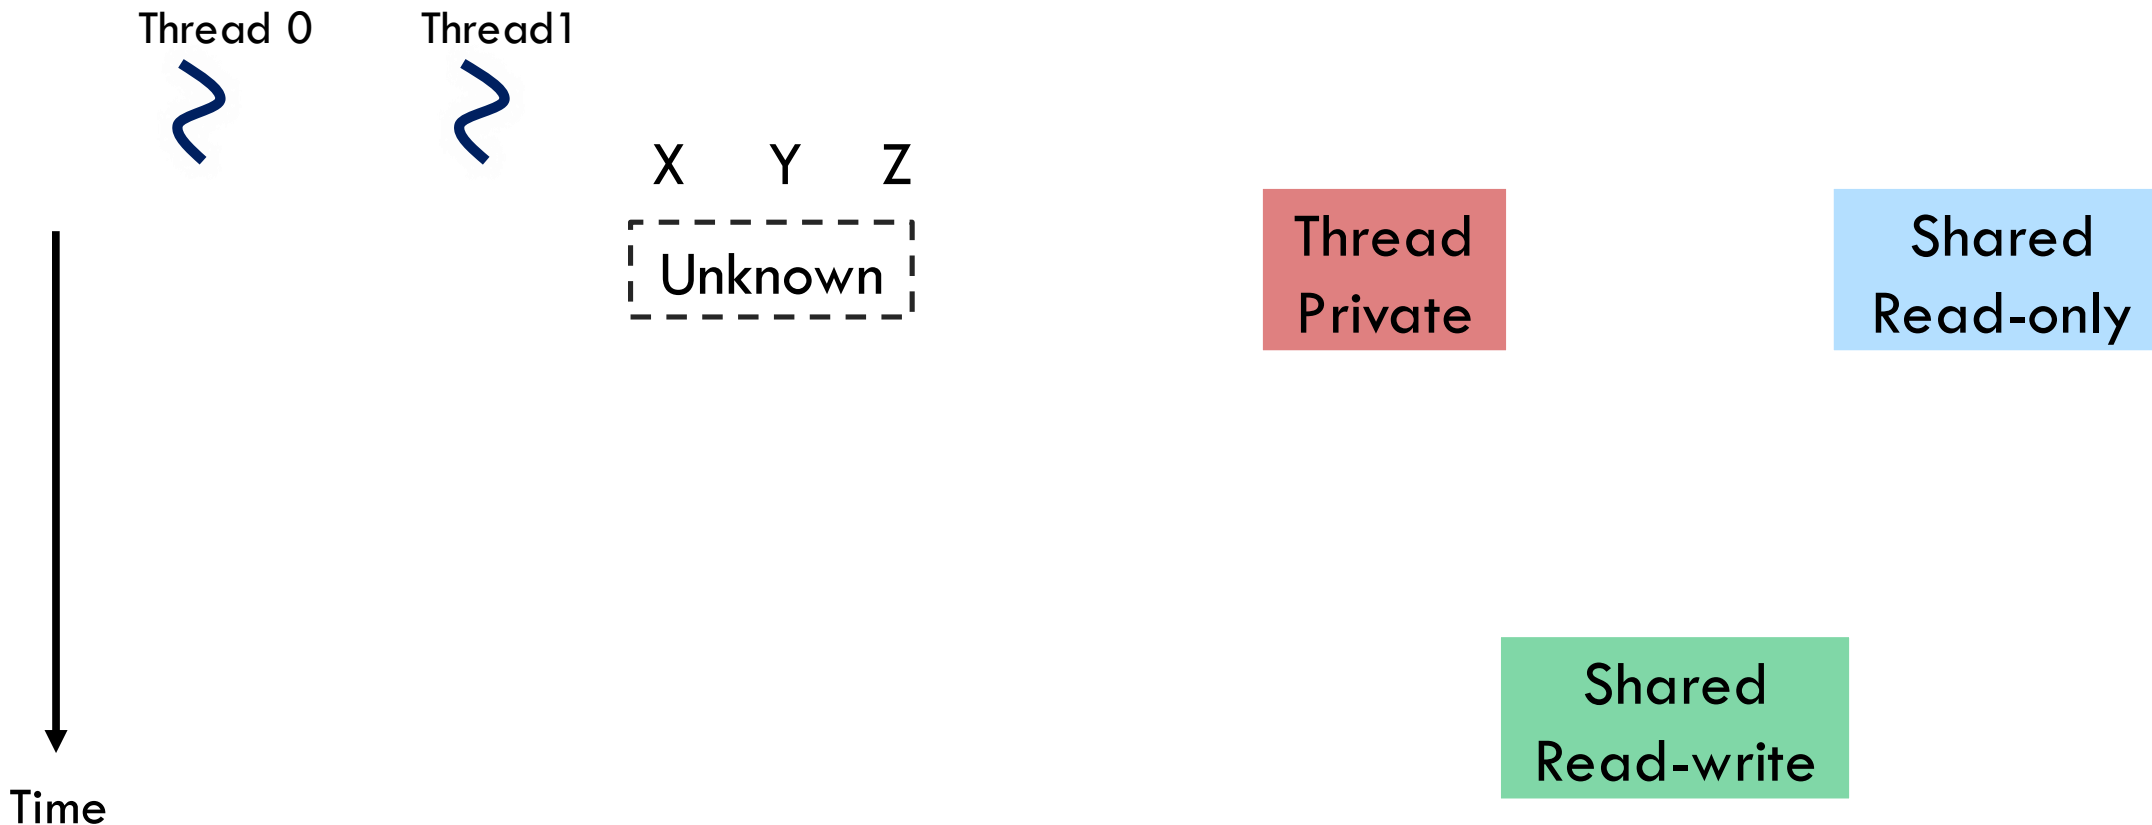 Thread 0
Thread1
X Y Z
Unknown
Thread
Private
Shared
Read-only
Shared
Read-write
Time